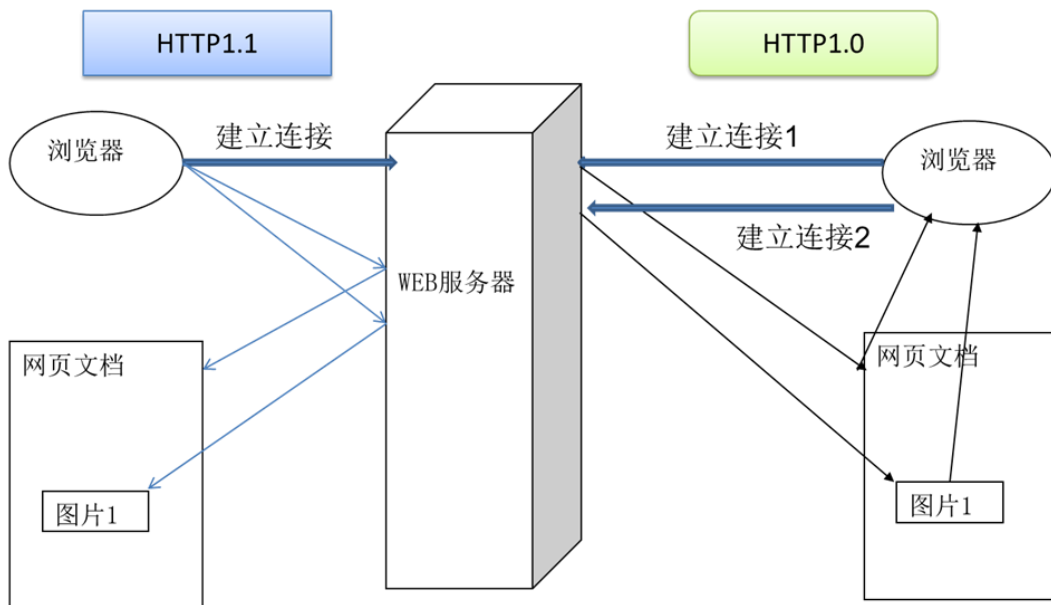 HTTP1.1
HTTP1.0
浏览器
建立连接
建立连接1
浏览器
建立连接2
WEB服务器
网页文档
网页文档
图片1
图片1